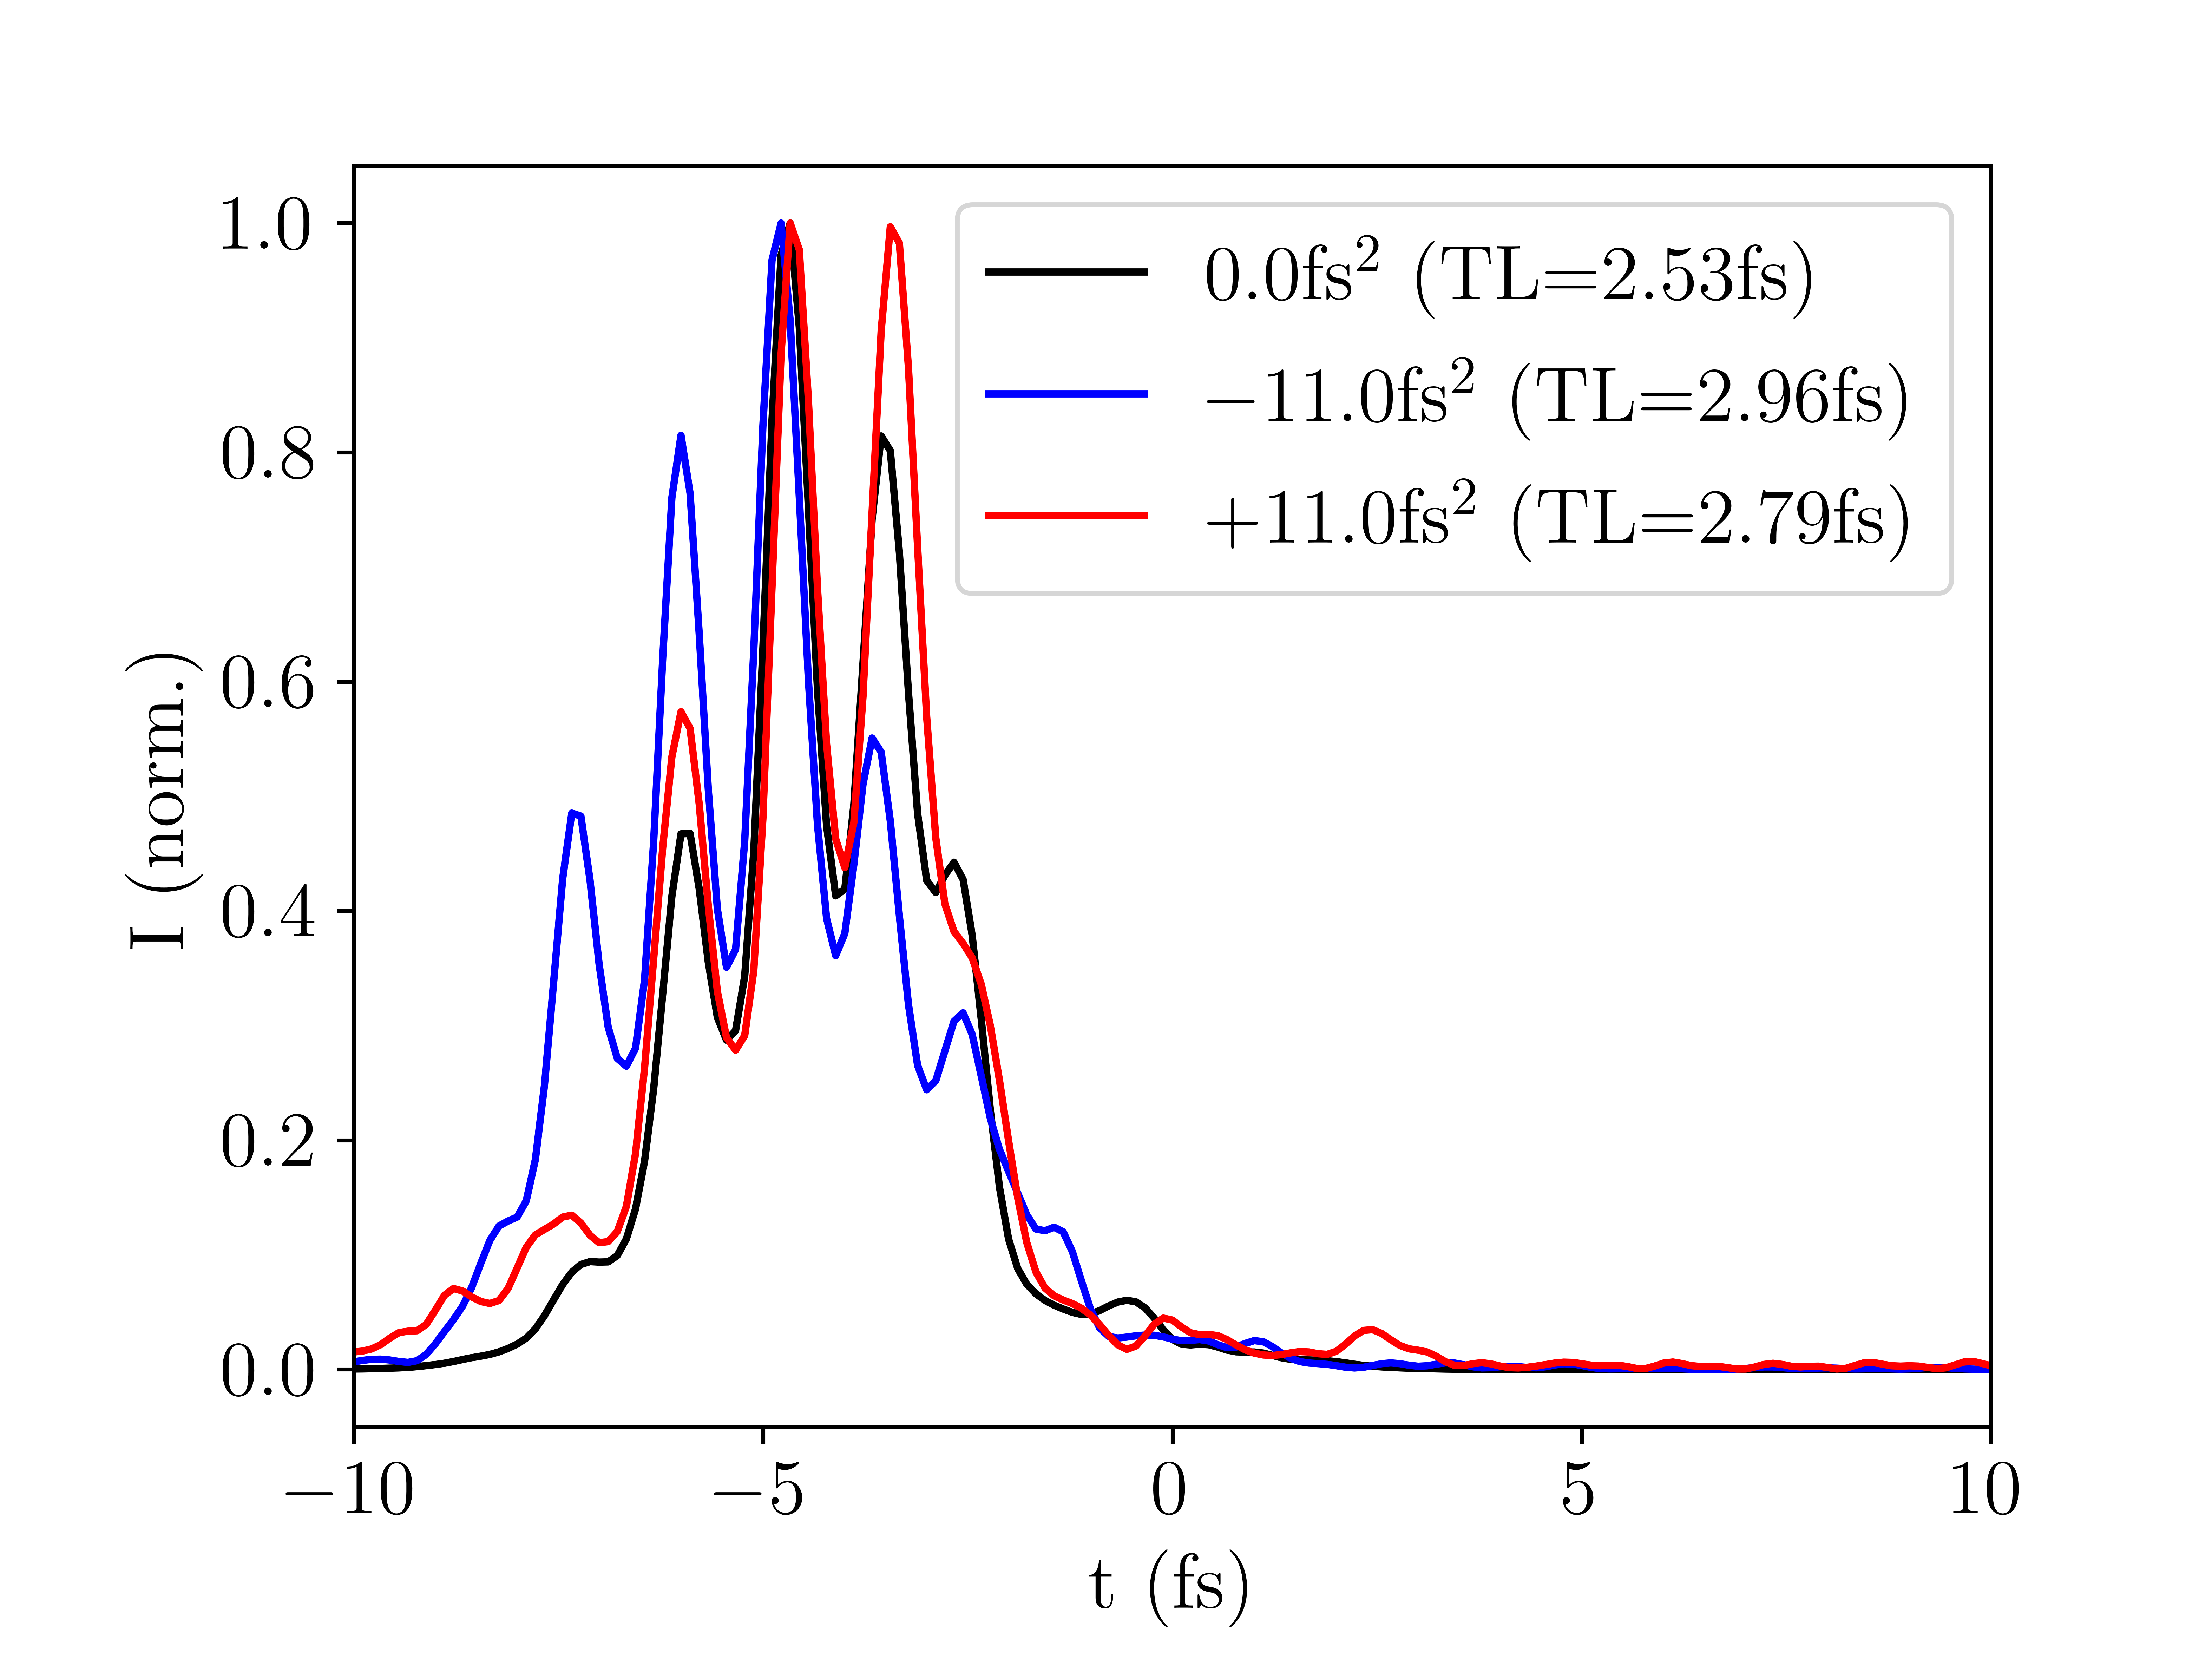 1.0
0.8
0.6
0.4
0.2
0.0
I (norm.)
0.0fs² (TL=2.53fs)
−11.0fs² (TL=2.96fs)
+11.0fs² (TL=2.79fs)
−10
−5
0
5
10
t (fs)